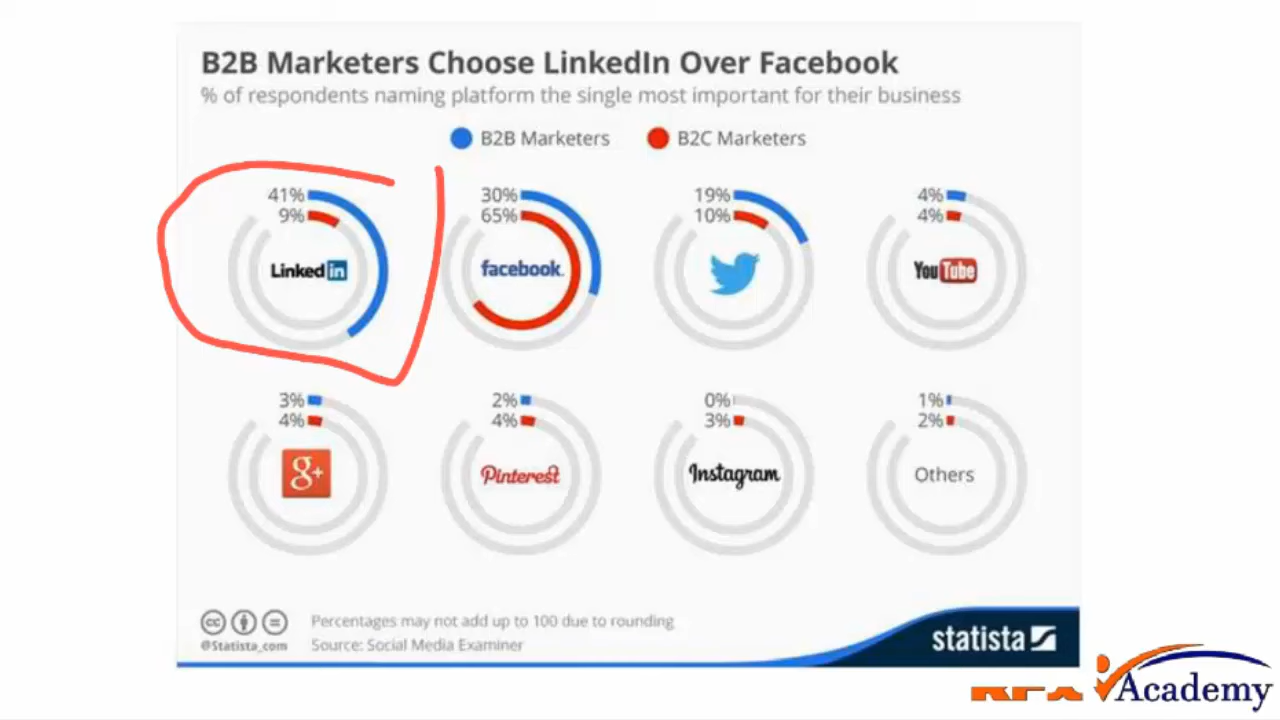 B2B Marketers Choose LinkedIn Over Facebook
% of respondents naming platform the single most important for their business
B2B Marketers B2C Marketers
41% 30% 19% 4%
9% 65% 10% 4%
Linked in facebook. YouTube
3% 2% 0% 1%
4% 4% 3% 2%
g+ Pinterest Instagram Others
cc Percentages may not add up to 100 due to rounding
@Statista_com Source: Social Media Examiner
statista
Academy